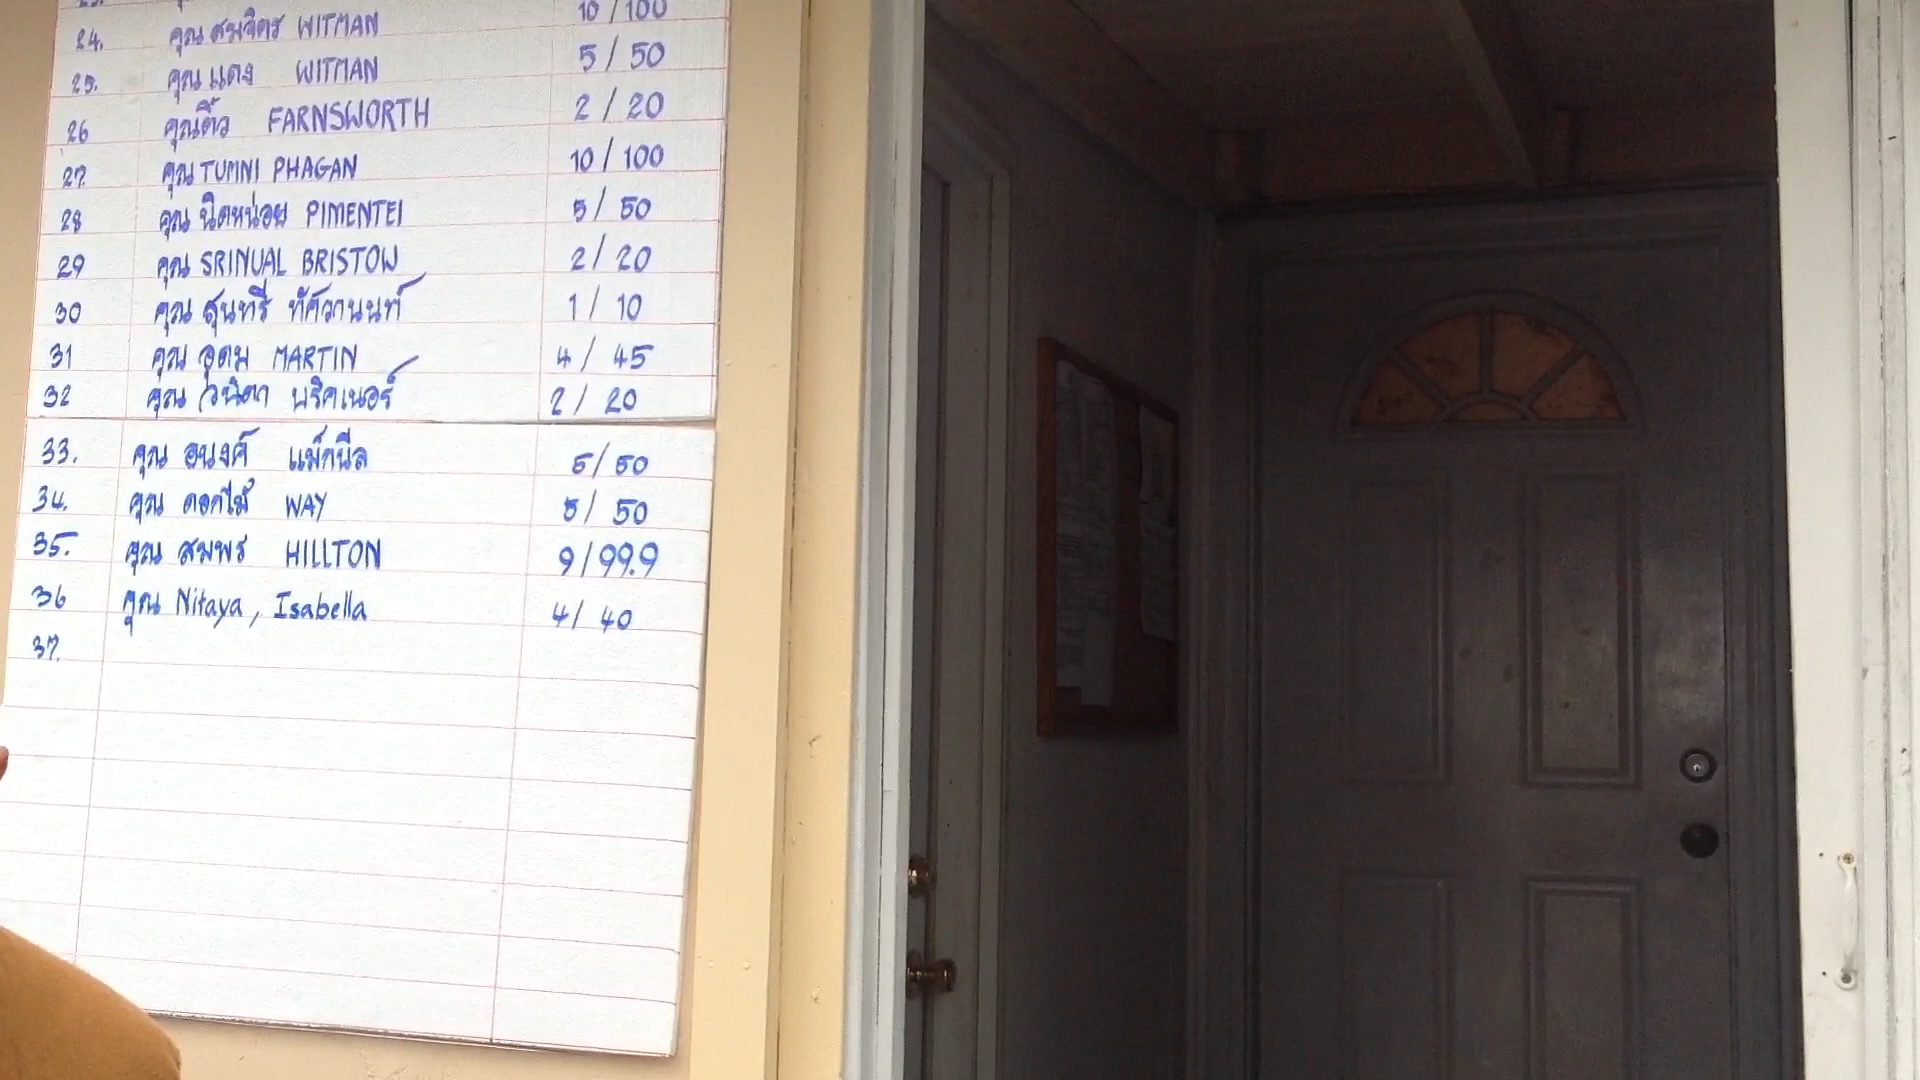 10/100
24. คุณ สมจิตร WITMAN 5/50
25. คุณ แดง WITMAN 2/20
26 คุณติ๋ว FARNSWORTH 10/100
27. คุณ TUMNI PHAGAN 5/50
28 คุณ นิดหน่อย PIMENTEI 2/20
29 คุณ SRINUAL BRISTOW 1/10
30 คุณ สุนทรี ทัศวานนท์ 4/45
31 คุณ อุดม MARTIN 2/20
32 คุณ วนิดา บริคเนอร์
33. คุณ อนงค์ แม็กนีล 5/50
34. คุณ ดอกไม้ WAY 5/50
35. คุณ สมพร HILLTON 9/99.9
36 คุณ Nitaya, Isabella 4/40
37.